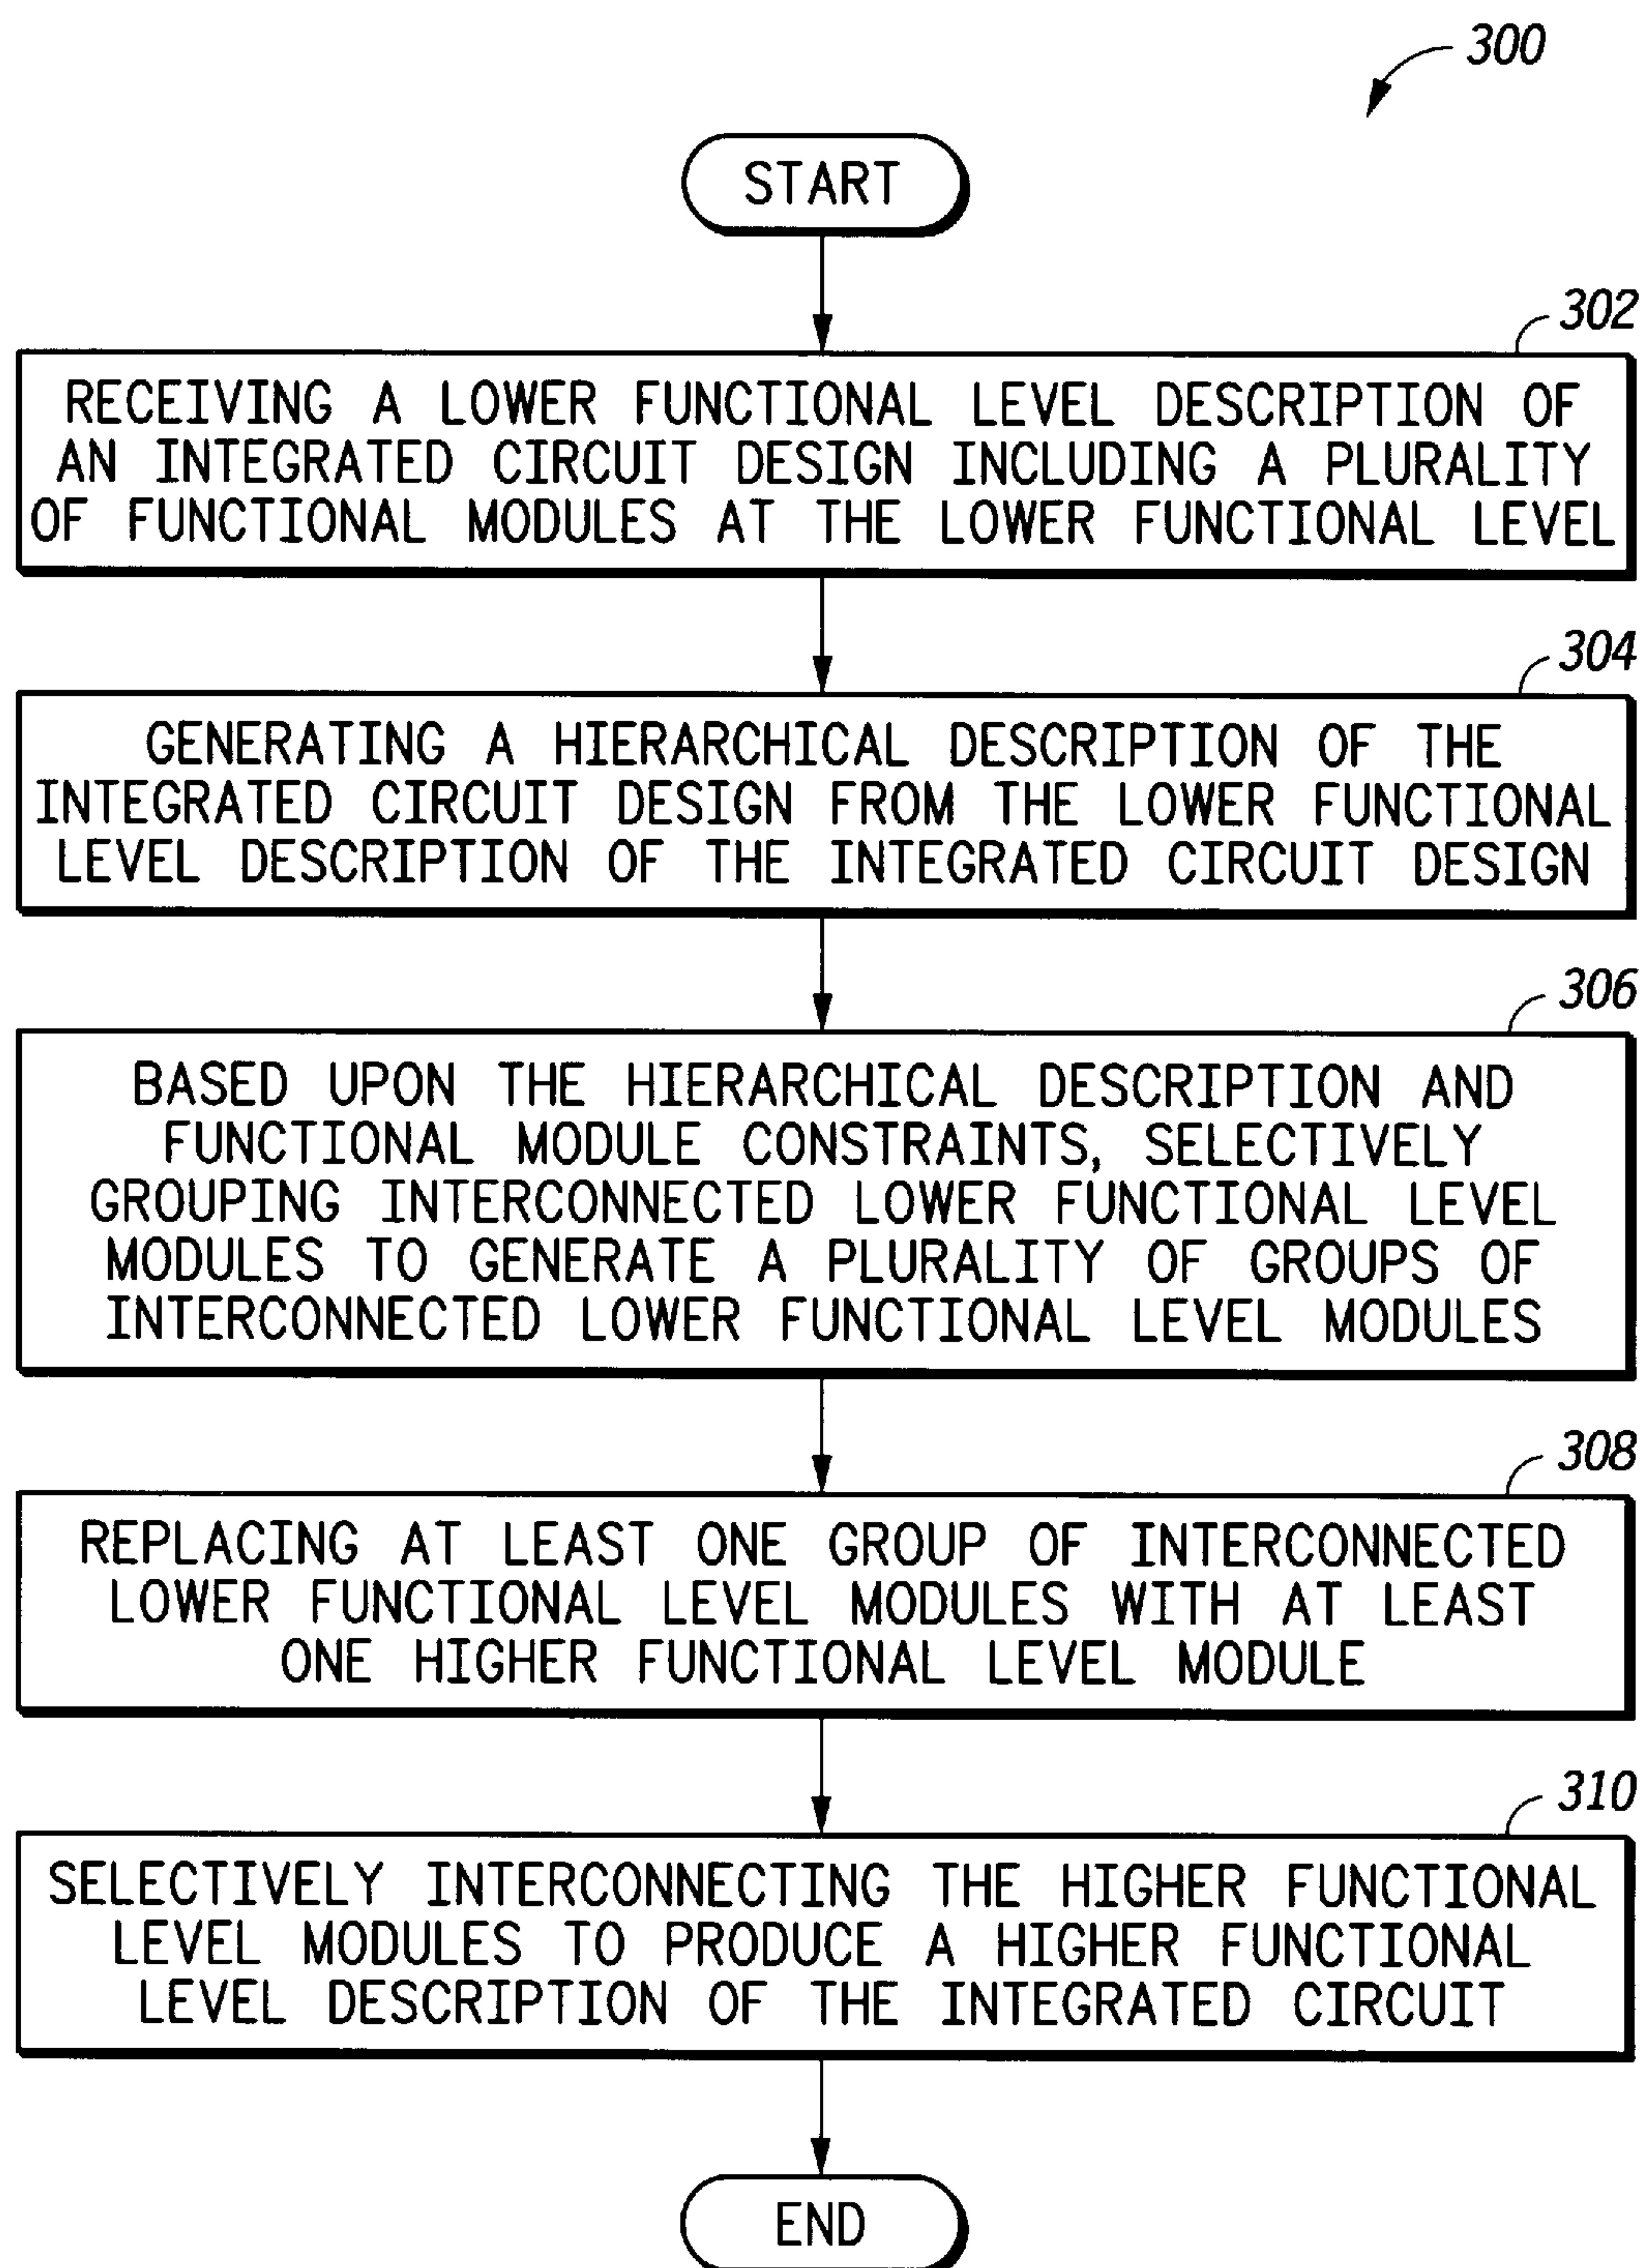 300
START
302
RECEIVING A LOWER FUNCTIONAL LEVEL DESCRIPTION OF
AN INTEGRATED CIRCUIT DESIGN INCLUDING A PLURALITY
OF FUNCTIONAL MODULES AT THE LOWER FUNCTIONAL LEVEL
304
GENERATING A HIERARCHICAL DESCRIPTION OF THE
INTEGRATED CIRCUIT DESIGN FROM THE LOWER FUNCTIONAL
LEVEL DESCRIPTION OF THE INTEGRATED CIRCUIT DESIGN
306
BASED UPON THE HIERARCHICAL DESCRIPTION AND
FUNCTIONAL MODULE CONSTRAINTS, SELECTIVELY
GROUPING INTERCONNECTED LOWER FUNCTIONAL LEVEL
MODULES TO GENERATE A PLURALITY OF GROUPS OF
INTERCONNECTED LOWER FUNCTIONAL LEVEL MODULES
308
REPLACING AT LEAST ONE GROUP OF INTERCONNECTED
LOWER FUNCTIONAL LEVEL MODULES WITH AT LEAST
ONE HIGHER FUNCTIONAL LEVEL MODULE
310
SELECTIVELY INTERCONNECTING THE HIGHER FUNCTIONAL
LEVEL MODULES TO PRODUCE A HIGHER FUNCTIONAL
LEVEL DESCRIPTION OF THE INTEGRATED CIRCUIT
END